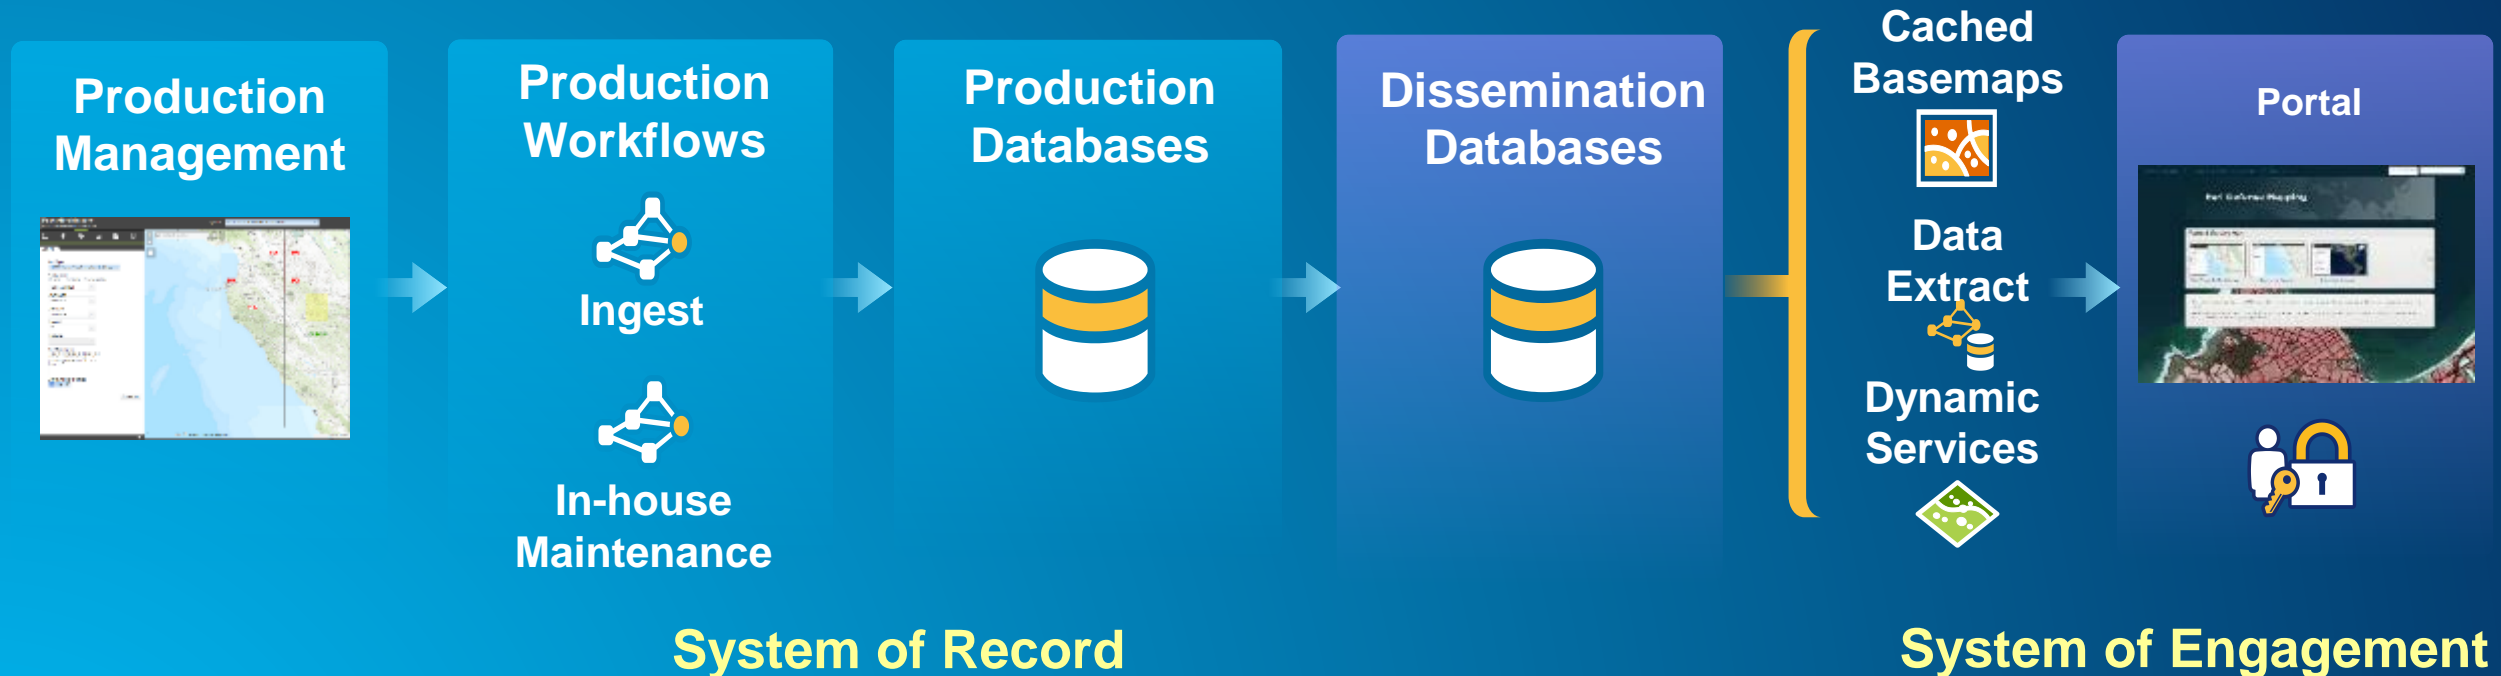 Production
Management
Production
Workflows
Ingest
In-house
Maintenance
Production
Databases
Dissemination
Databases
Cached
Basemaps
Data
Extract
Dynamic
Services
Portal
System of Record
System of Engagement